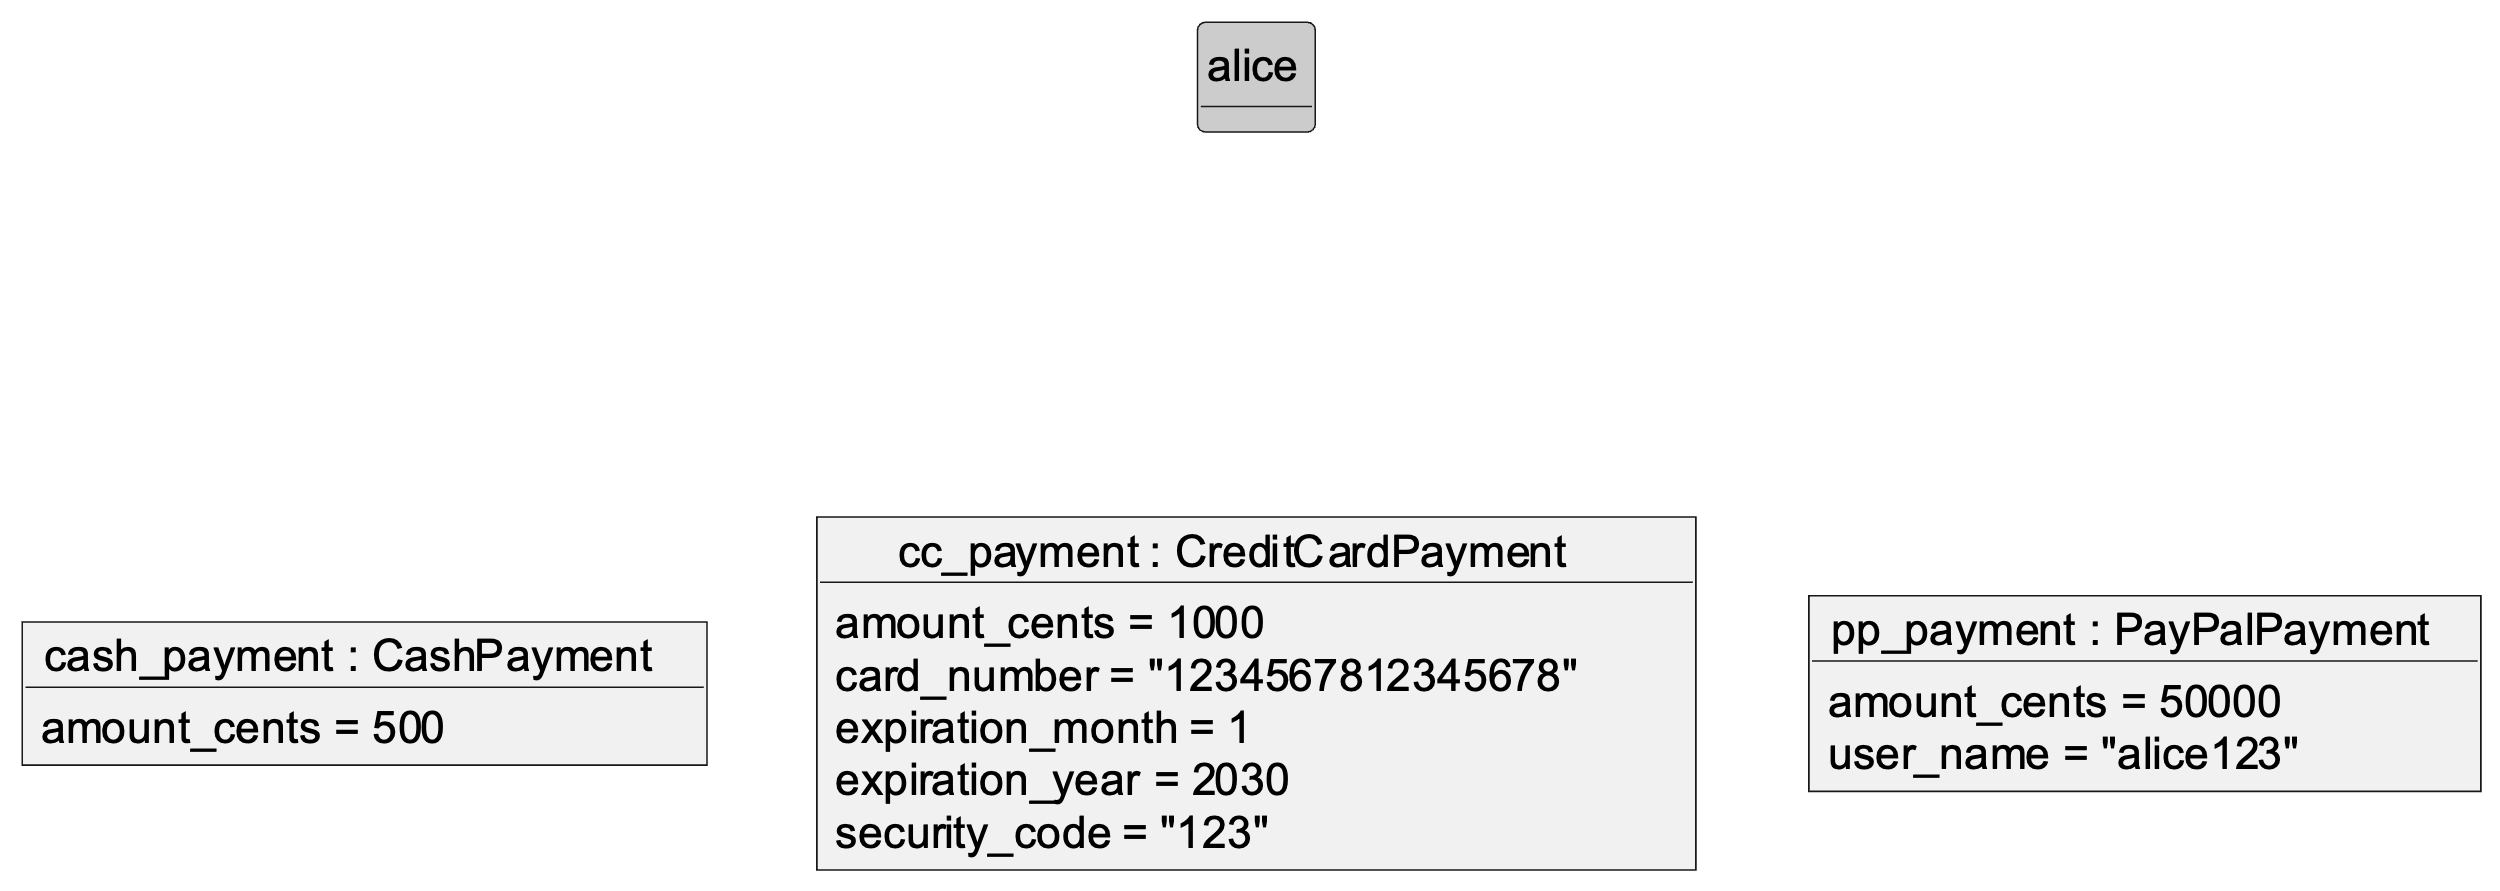 alice
cash_payment : CashPayment
amount_cents = 500
cc_payment : CreditCardPayment
amount_cents = 1000
card_number = "1234567812345678"
expiration_month = 1
expiration_year = 2030
security_code = "123"
pp_payment : PayPalPayment
amount_cents = 50000
user_name = "alice123"